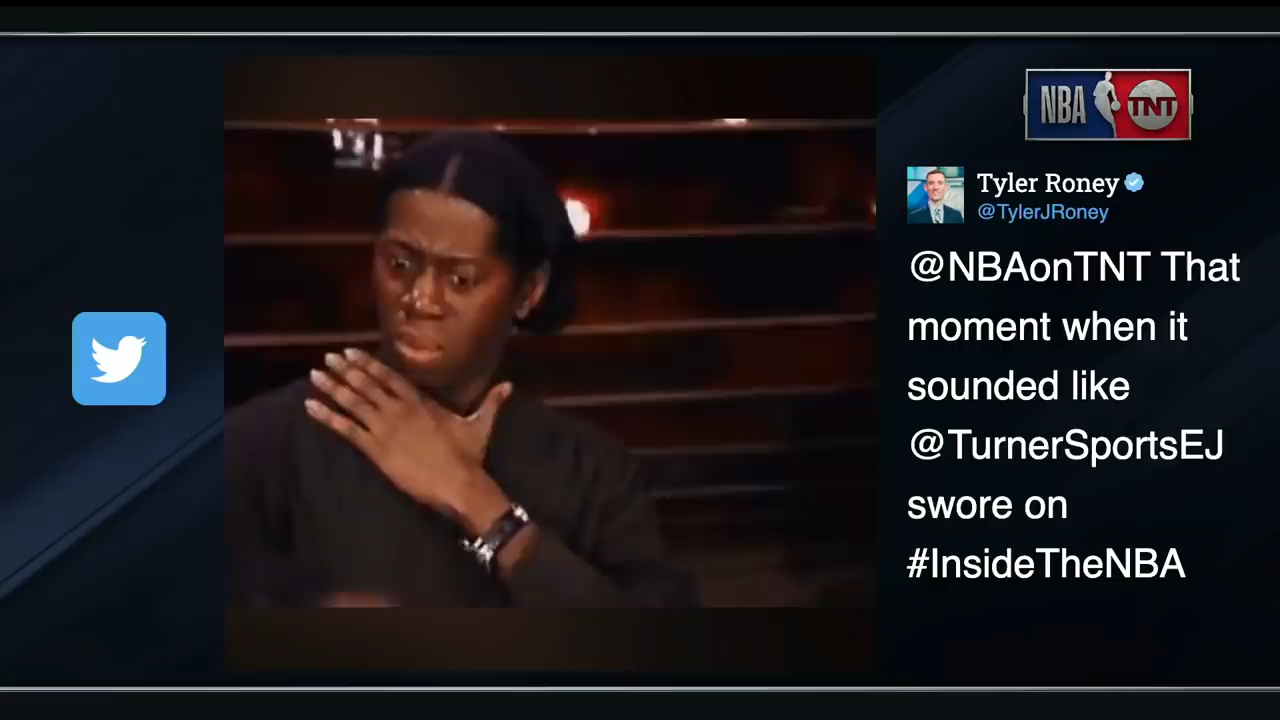 NBA TNT
Tyler Roney
@TylerJRoney
@NBAonTNT That
moment when it
sounded like
@TurnerSportsEJ
swore on
#InsideTheNBA